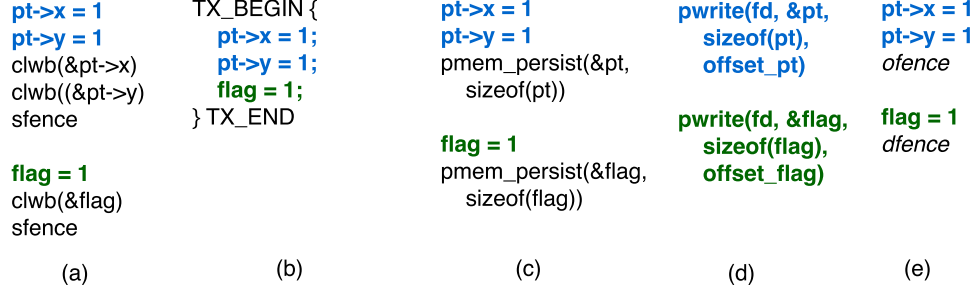 pt->x = 1
pt->y = 1
clwb(&pt->x)
clwb((&pt->y)
sfence
flag = 1
clwb(&flag)
sfence
(a)
TX_BEGIN {
pt->x = 1;
pt->y = 1;
flag = 1;
} TX_END
(b)
pt->x = 1
pt->y = 1
pmem_persist(&pt,
sizeof(pt))
flag = 1
pmem_persist(&flag,
sizeof(flag))
(c)
pwrite(fd, &pt,
sizeof(pt),
offset_pt)
pwrite(fd, &flag,
sizeof(flag),
offset_flag)
(d)
pt->x = 1
pt->y = 1
ofence
flag = 1
dfence
(e)